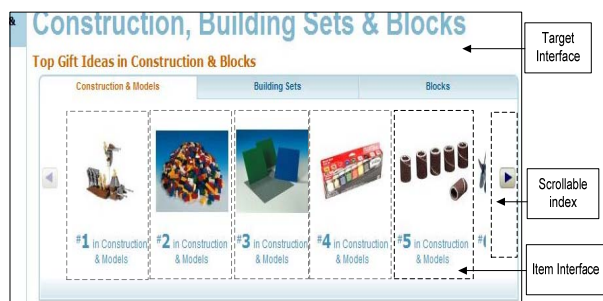 &
Construction, Building Sets & Blocks
Top Gift Ideas in Construction & Blocks
Construction & Models
Building Sets
Blocks
#1 in Construction
& Models
#2 in Construction
& Models
#3 in Construction
& Models
#4 in Construction
& Models
#5 in Construction
& Models
Target
Interface
Scrollable
index
Item Interface